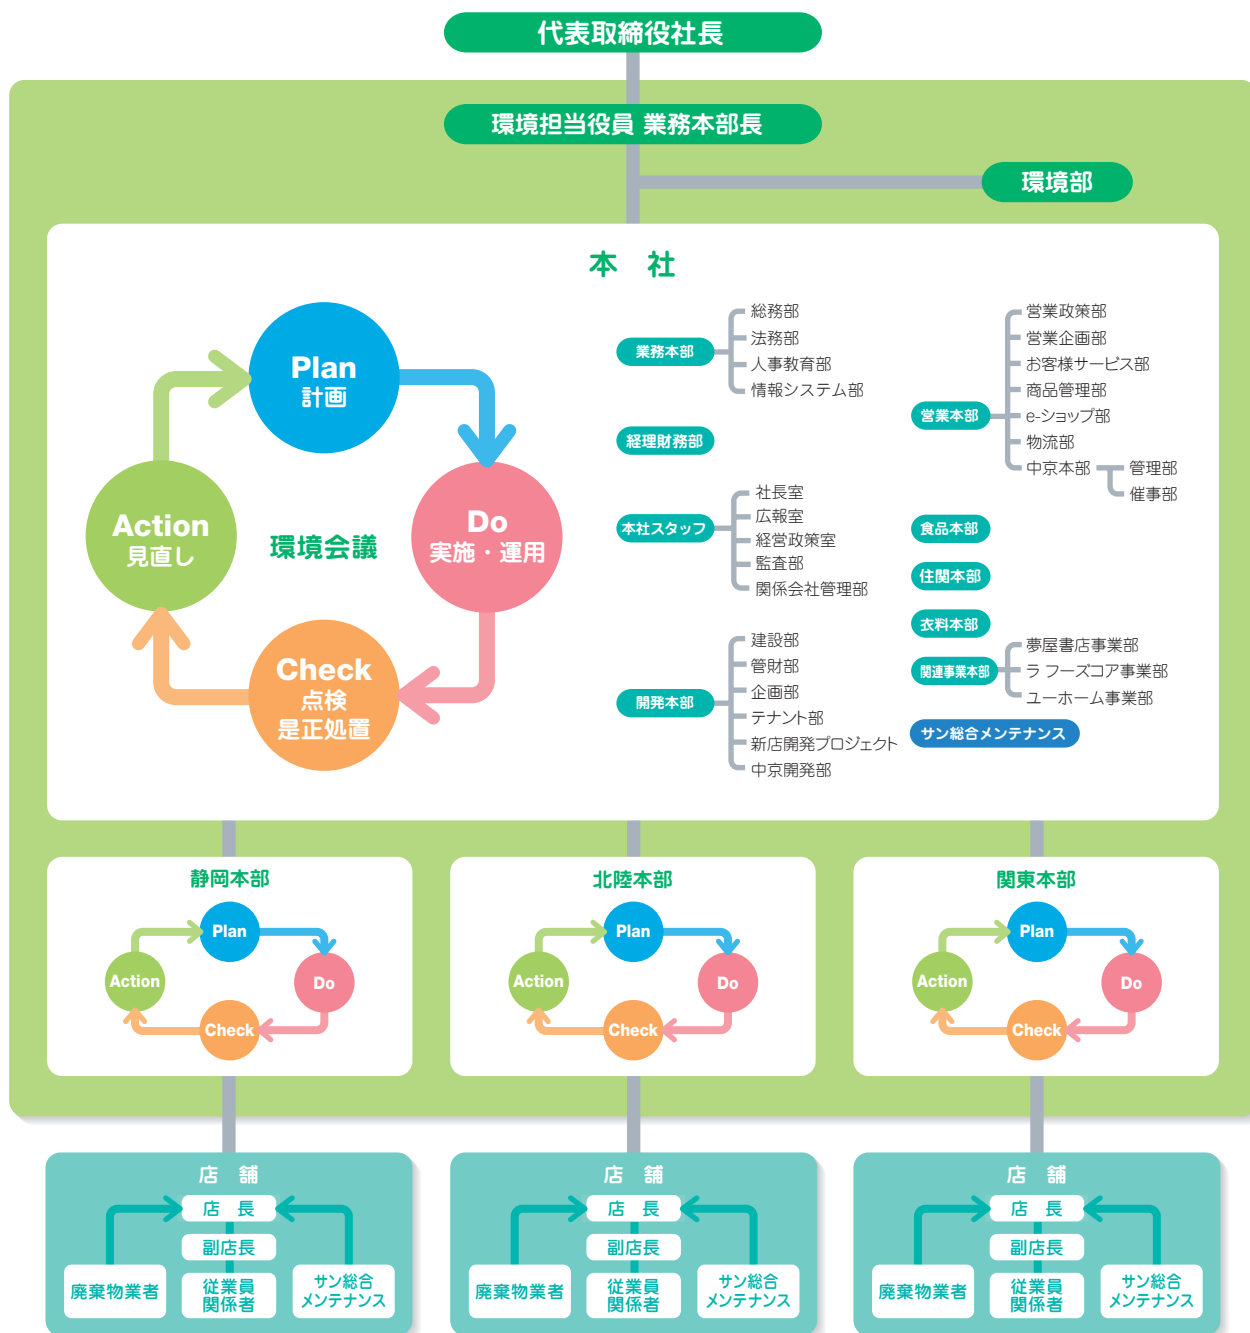 代表取締役社長
環境担当役員 業務本部長
環境部
本 社
Plan
計画
Do
実施・運用
Check
点検
是正処置
Action
見直し
環境会議
業務本部
総務部
法務部
人事教育部
情報システム部
経理財務部
本社スタッフ
社長室
広報室
経営政策室
監査部
関係会社管理部
開発本部
建設部
管財部
企画部
テナント部
新店開発プロジェクト
中京開発部
営業本部
営業政策部
営業企画部
お客様サービス部
商品管理部
e-ショップ部
物流部
中京本部
管理部
催事部
食品本部
住関本部
衣料本部
関連事業本部
夢屋書店事業部
ラ フーズコア事業部
ユーホーム事業部
サン総合メンテナンス
静岡本部
Plan
Do
Check
Action
北陸本部
Plan
Do
Check
Action
関東本部
Plan
Do
Check
Action
店 舗
店 長
副店長
廃棄物業者
従業員
関係者
サン総合
メンテナンス
店 舗
店 長
副店長
廃棄物業者
従業員
関係者
サン総合
メンテナンス
店 舗
店 長
副店長
廃棄物業者
従業員
関係者
サン総合
メンテナンス